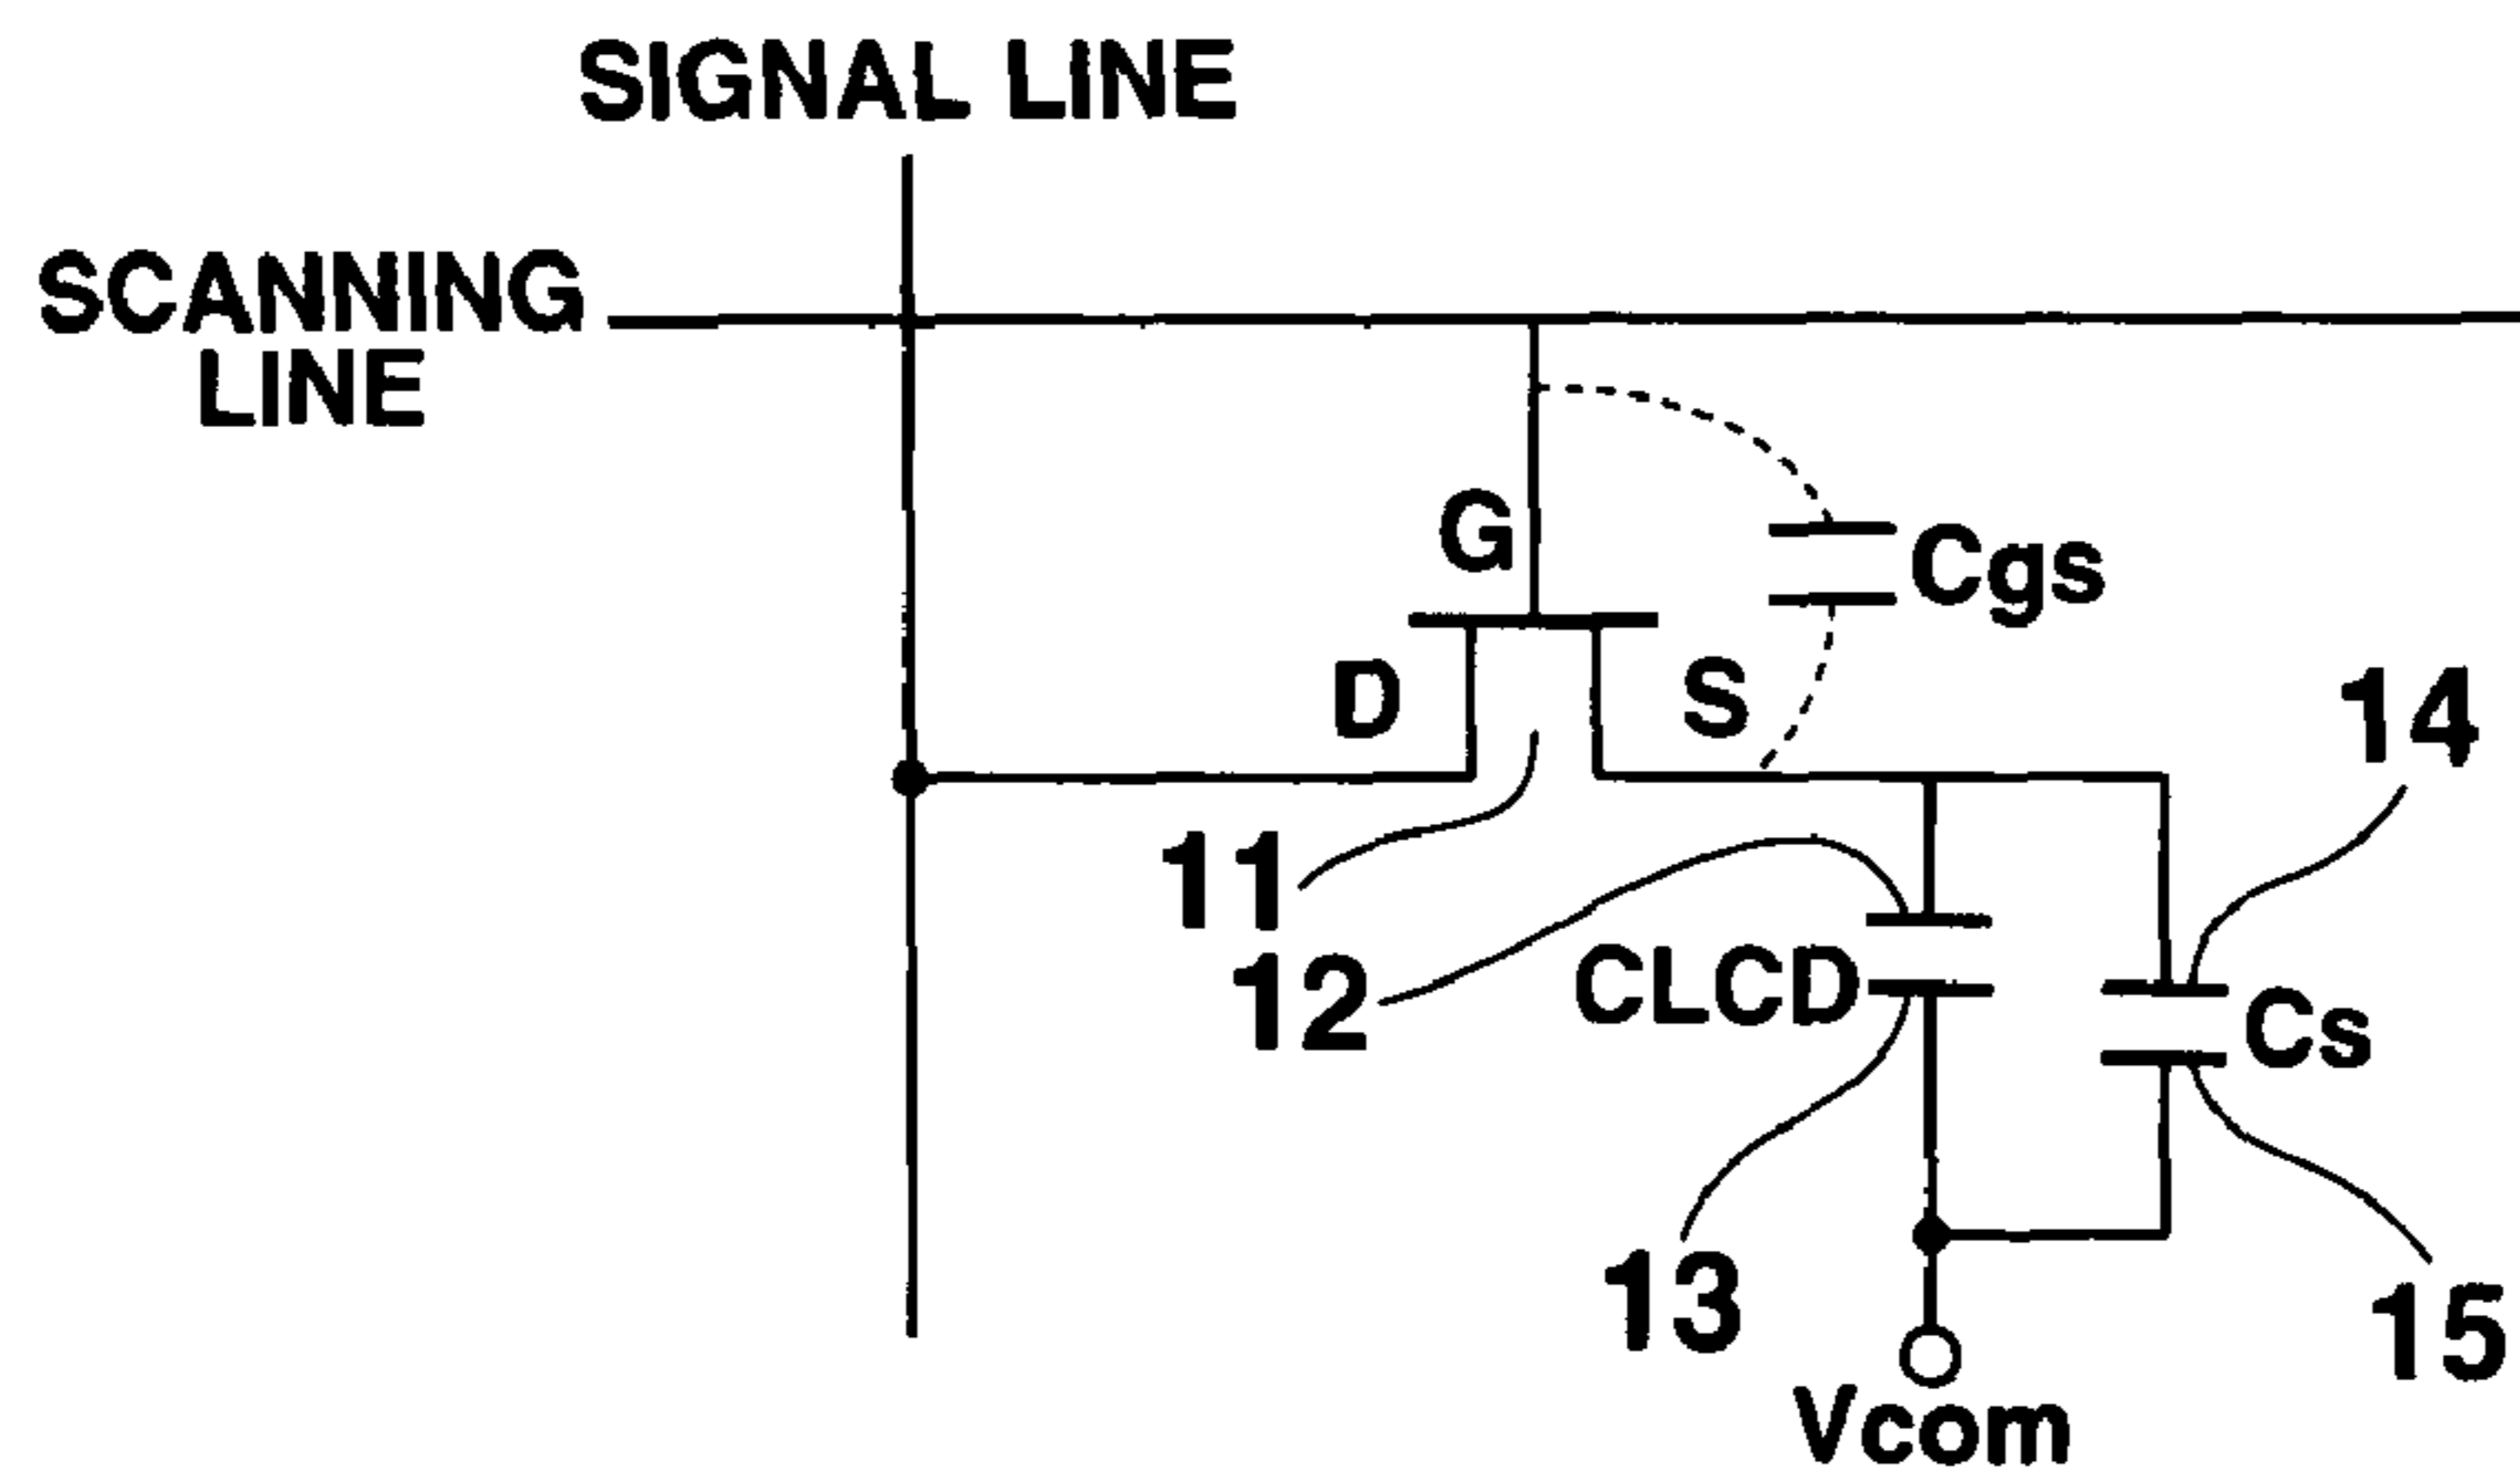 SIGNAL LINE
SCANNING
LINE
G
Cgs
D
S
14
11
12
CLCD
Cs
13
15
Vcom